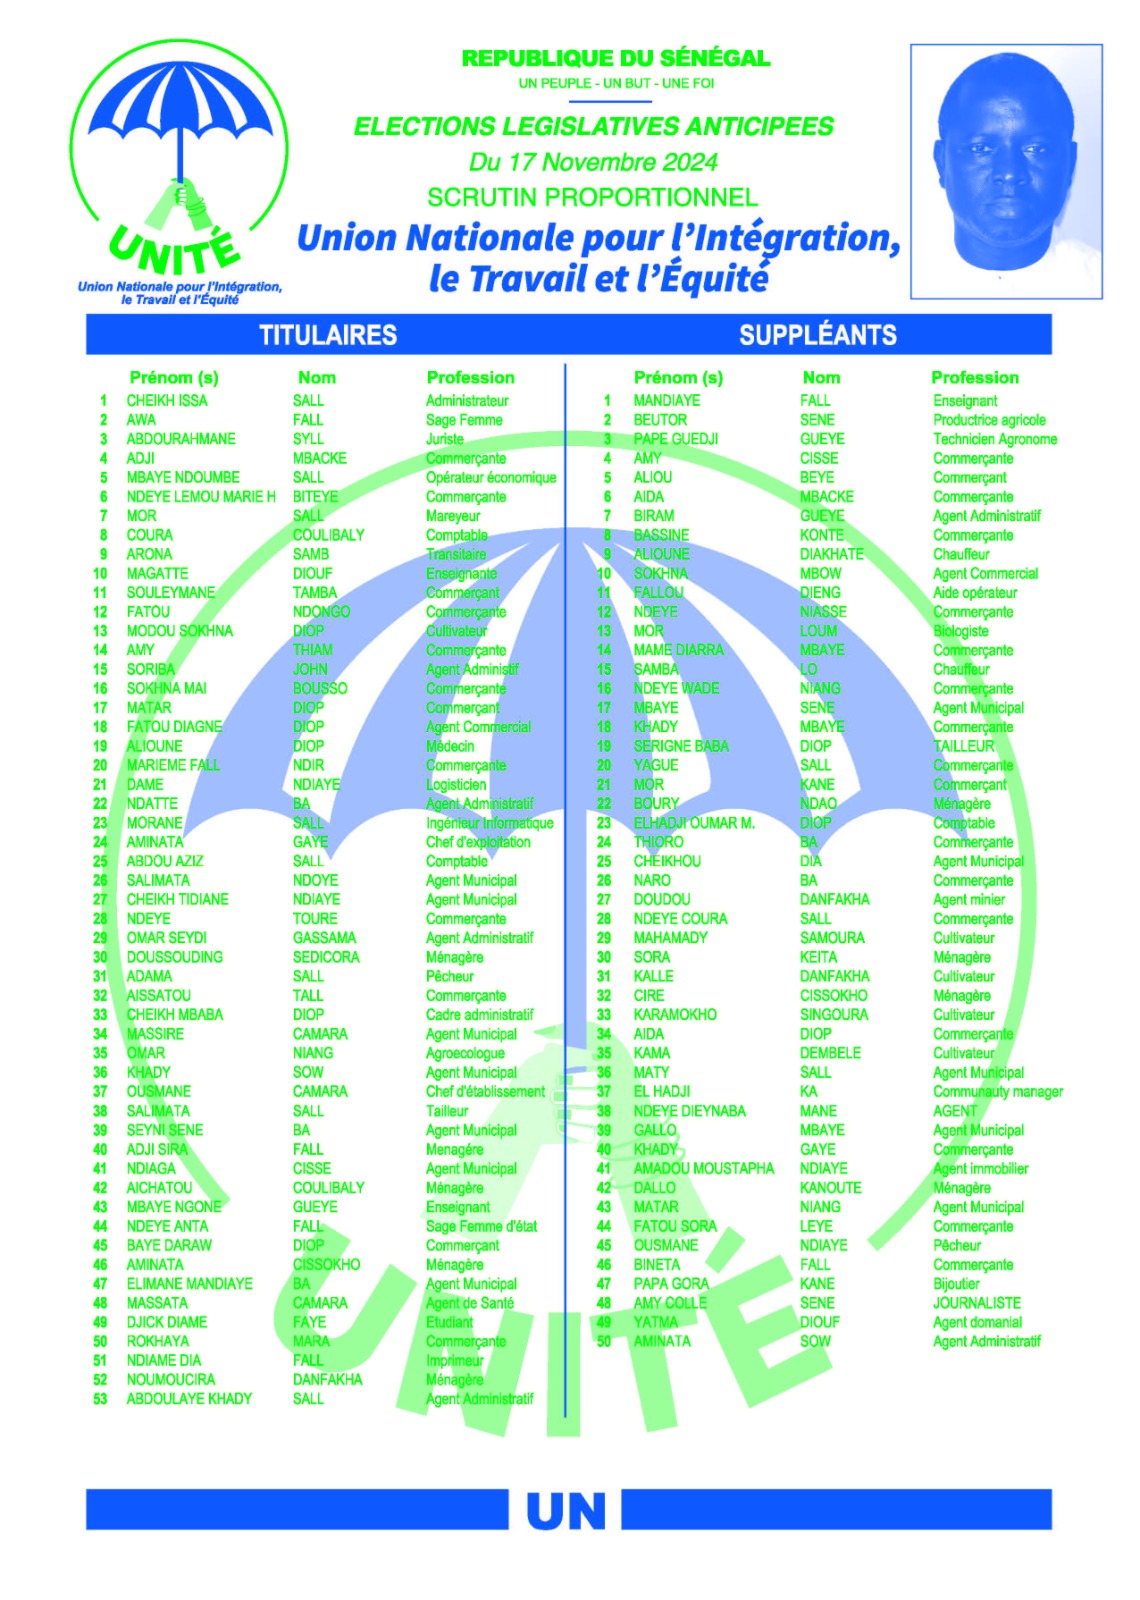 REPUBLIQUE DU SÉNÉGAL
UN PEUPLE - UN BUT - UNE FOI
ELECTIONS LEGISLATIVES ANTICIPEES
Du 17 Novembre 2024
SCRUTIN PROPORTIONNEL
Union Nationale pour l'Intégration,
le Travail et l'Équité
UNITÉ
Union Nationale pour l'Intégration,
le Travail et l'Équité
TITULAIRES
Prénom (s) Nom Profession
1 CHEIKH ISSA SALL Administrateur
2 AWA FALL Sage Femme
3 ABDOURAHMANE SYLL Juriste
4 ADJI MBACKE Commerçante
5 MBAYE NDOUMBE SALL Opérateur économique
6 NDEYE LEMOU MARIE H BITEYE Commerçante
7 MOR SALL Mareyeur
8 COURA COULIBALY Comptable
9 ARONA SAMB Transitaire
10 MAGATTE DIOUF Enseignante
11 SOULEYMANE TAMBA Commerçant
12 FATOU NDONGO Commerçante
13 MODOU SOKHNA DIOP Cultivateur
14 AMY THIAM Commerçante
15 SORIBA JOHN Agent Administif
16 SOKHNA MAI BOUSSO Commerçante
17 MATAR DIOP Commerçant
18 FATOU DIAGNE DIOP Agent Commercial
19 ALIOUNE DIOP Médecin
20 MARIEME FALL NDIR Commerçante
21 DAME NDIAYE Logisticien
22 NDATTE BA Agent Administratif
23 MORANE SALL Ingénieur Informatique
24 AMINATA GAYE Chef d'exploitation
25 ABDOU AZIZ SALL Comptable
26 SALIMATA NDOYE Agent Municipal
27 CHEIKH TIDIANE NDIAYE Agent Municipal
28 NDEYE TOURE Commerçante
29 OMAR SEYDI GASSAMA Agent Administratif
30 DOUSSOUDING SEDICORA Ménagère
31 ADAMA SALL Pêcheur
32 AISSATOU TALL Commerçante
33 CHEIKH MBABA DIOP Cadre administratif
34 MASSIRE CAMARA Agent Municipal
35 OMAR NIANG Agroecologue
36 KHADY SOW Agent Municipal
37 OUSMANE CAMARA Chef d'établissement
38 SALIMATA SALL Tailleur
39 SEYNI SENE BA Agent Municipal
40 ADJI SIRA FALL Menagére
41 NDIAGA CISSE Agent Municipal
42 AICHATOU COULIBALY Ménagère
43 MBAYE NGONE GUEYE Enseignant
44 NDEYE ANTA FALL Sage Femme d'état
45 BAYE DARAW DIOP Commerçant
46 AMINATA CISSOKHO Ménagère
47 ELIMANE MANDIAYE BA Agent Municipal
48 MASSATA CAMARA Agent de Santé
49 DJICK DIAME FAYE Etudiant
50 ROKHAYA MARA Commerçante
51 NDIAME DIA FALL Imprimeur
52 NOUMOUCIRA DANFAKHA Ménagère
53 ABDOULAYE KHADY SALL Agent Administratif
SUPPLÉANTS
Prénom (s) Nom Profession
1 MANDIAYE FALL Enseignant
2 BEUTOR SENE Productrice agricole
3 PAPE GUEDJI GUEYE Technicien Agronome
4 AMY CISSE Commerçante
5 ALIOU BEYE Commerçant
6 AIDA MBACKE Commerçante
7 BIRAM GUEYE Agent Administratif
8 BASSINE KONTE Commerçante
9 ALIOUNE DIAKHATE Chauffeur
10 SOKHNA MBOW Agent Commercial
11 FALLOU DIENG Aide opérateur
12 NDEYE NIASSE Commerçante
13 MOR LOUM Biologiste
14 MAME DIARRA MBAYE Commerçante
15 SAMBA LO Chauffeur
16 NDEYE WADE NIANG Commerçante
17 MBAYE SENE Agent Municipal
18 KHADY MBAYE Commerçante
19 SERIGNE BABA DIOP TAILLEUR
20 YAGUE SALL Commerçante
21 MOR KANE Commerçant
22 BOURY NDAO Ménagère
23 ELHADJI OUMAR M. DIOP Comptable
24 THIORO BA Commerçante
25 CHEIKHOU DIA Agent Municipal
26 NARO BA Commerçante
27 DOUDOU DANFAKHA Agent minier
28 NDEYE COURA SALL Commerçante
29 MAHAMADY SAMOURA Cultivateur
30 SORA KEITA Ménagère
31 KALLE DANFAKHA Cultivateur
32 CIRE CISSOKHO Ménagère
33 KARAMOKHO SINGOURA Cultivateur
34 AIDA DIOP Commerçante
35 KAMA DEMBELE Cultivateur
36 MATY SALL Agent Municipal
37 EL HADJI KA Communauty manager
38 NDEYE DIEYNABA MANE AGENT
39 GALLO MBAYE Agent Municipal
40 KHADY GAYE Commerçante
41 AMADOU MOUSTAPHA NDIAYE Agent immobilier
42 DALLO KANOUTE Ménagère
43 MATAR NIANG Agent Municipal
44 FATOU SORA LEYE Commerçante
45 OUSMANE NDIAYE Pêcheur
46 BINETA FALL Commerçante
47 PAPA GORA KANE Bijoutier
48 AMY COLLE SENE JOURNALISTE
49 YATMA DIOUF Agent domanial
50 AMINATA SOW Agent Administratif
UNITÉ
UN